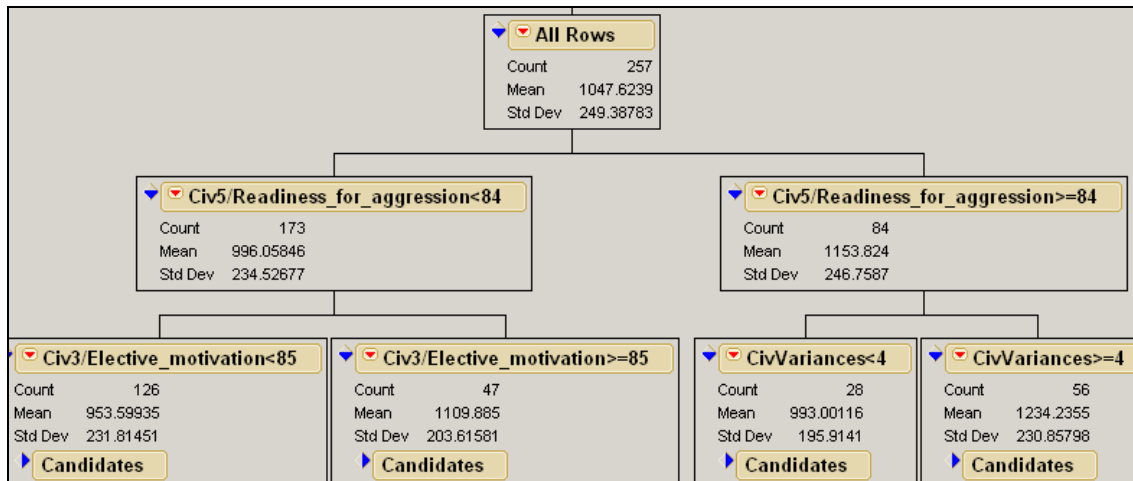 All Rows
Count 257
Mean 1047.6239
Std Dev 249.38783
Civ5/Readiness_for_aggression<84
Count 173
Mean 996.05846
Std Dev 234.52677
Civ5/Readiness_for_aggression>=84
Count 84
Mean 1153.824
Std Dev 246.7587
Civ3/Elective_motivation<85
Count 126
Mean 953.59935
Std Dev 231.81451
Candidates
Civ3/Elective_motivation>=85
Count 47
Mean 1109.885
Std Dev 203.61581
Candidates
CivVariances<4
Count 28
Mean 993.00116
Std Dev 195.9141
Candidates
CivVariances>=4
Count 56
Mean 1234.2355
Std Dev 230.85798
Candidates